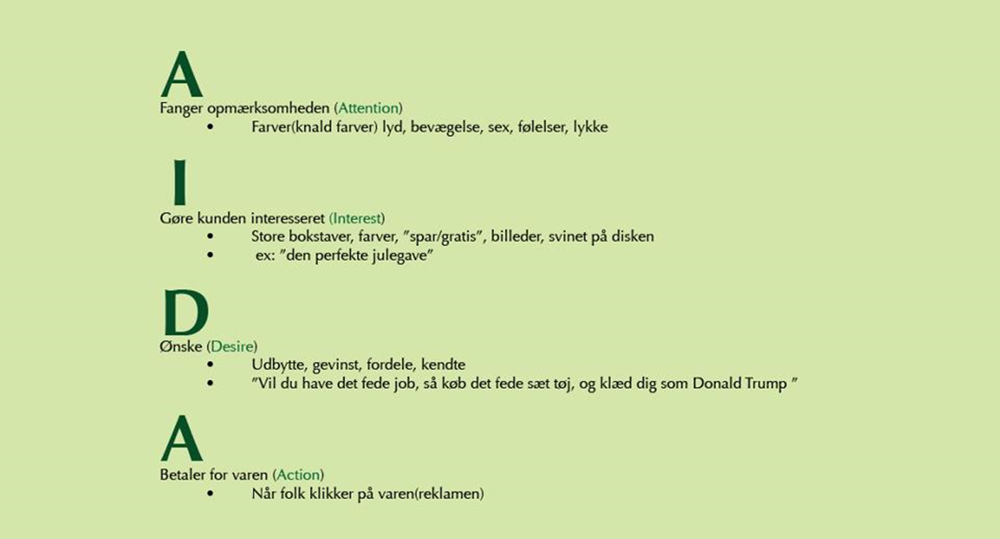 A
Fanger opmærksomheden (Attention)
• Farver(knald farver) lyd, bevægelse, sex, følelser, lykke
I
Gøre kunden interesseret (Interest)
• Store bokstaver, farver, ”spar/gratis”, billeder, svinet på disken
• ex: ”den perfekte julegave”
D
Ønske (Desire)
• Udbytte, gevinst, fordele, kendte
• ”Vil du have det fede job, så køb det fede sæt tøj, og klæd dig som Donald Trump ”
A
Betaler for varen (Action)
• Når folk klikker på varen(reklamen)